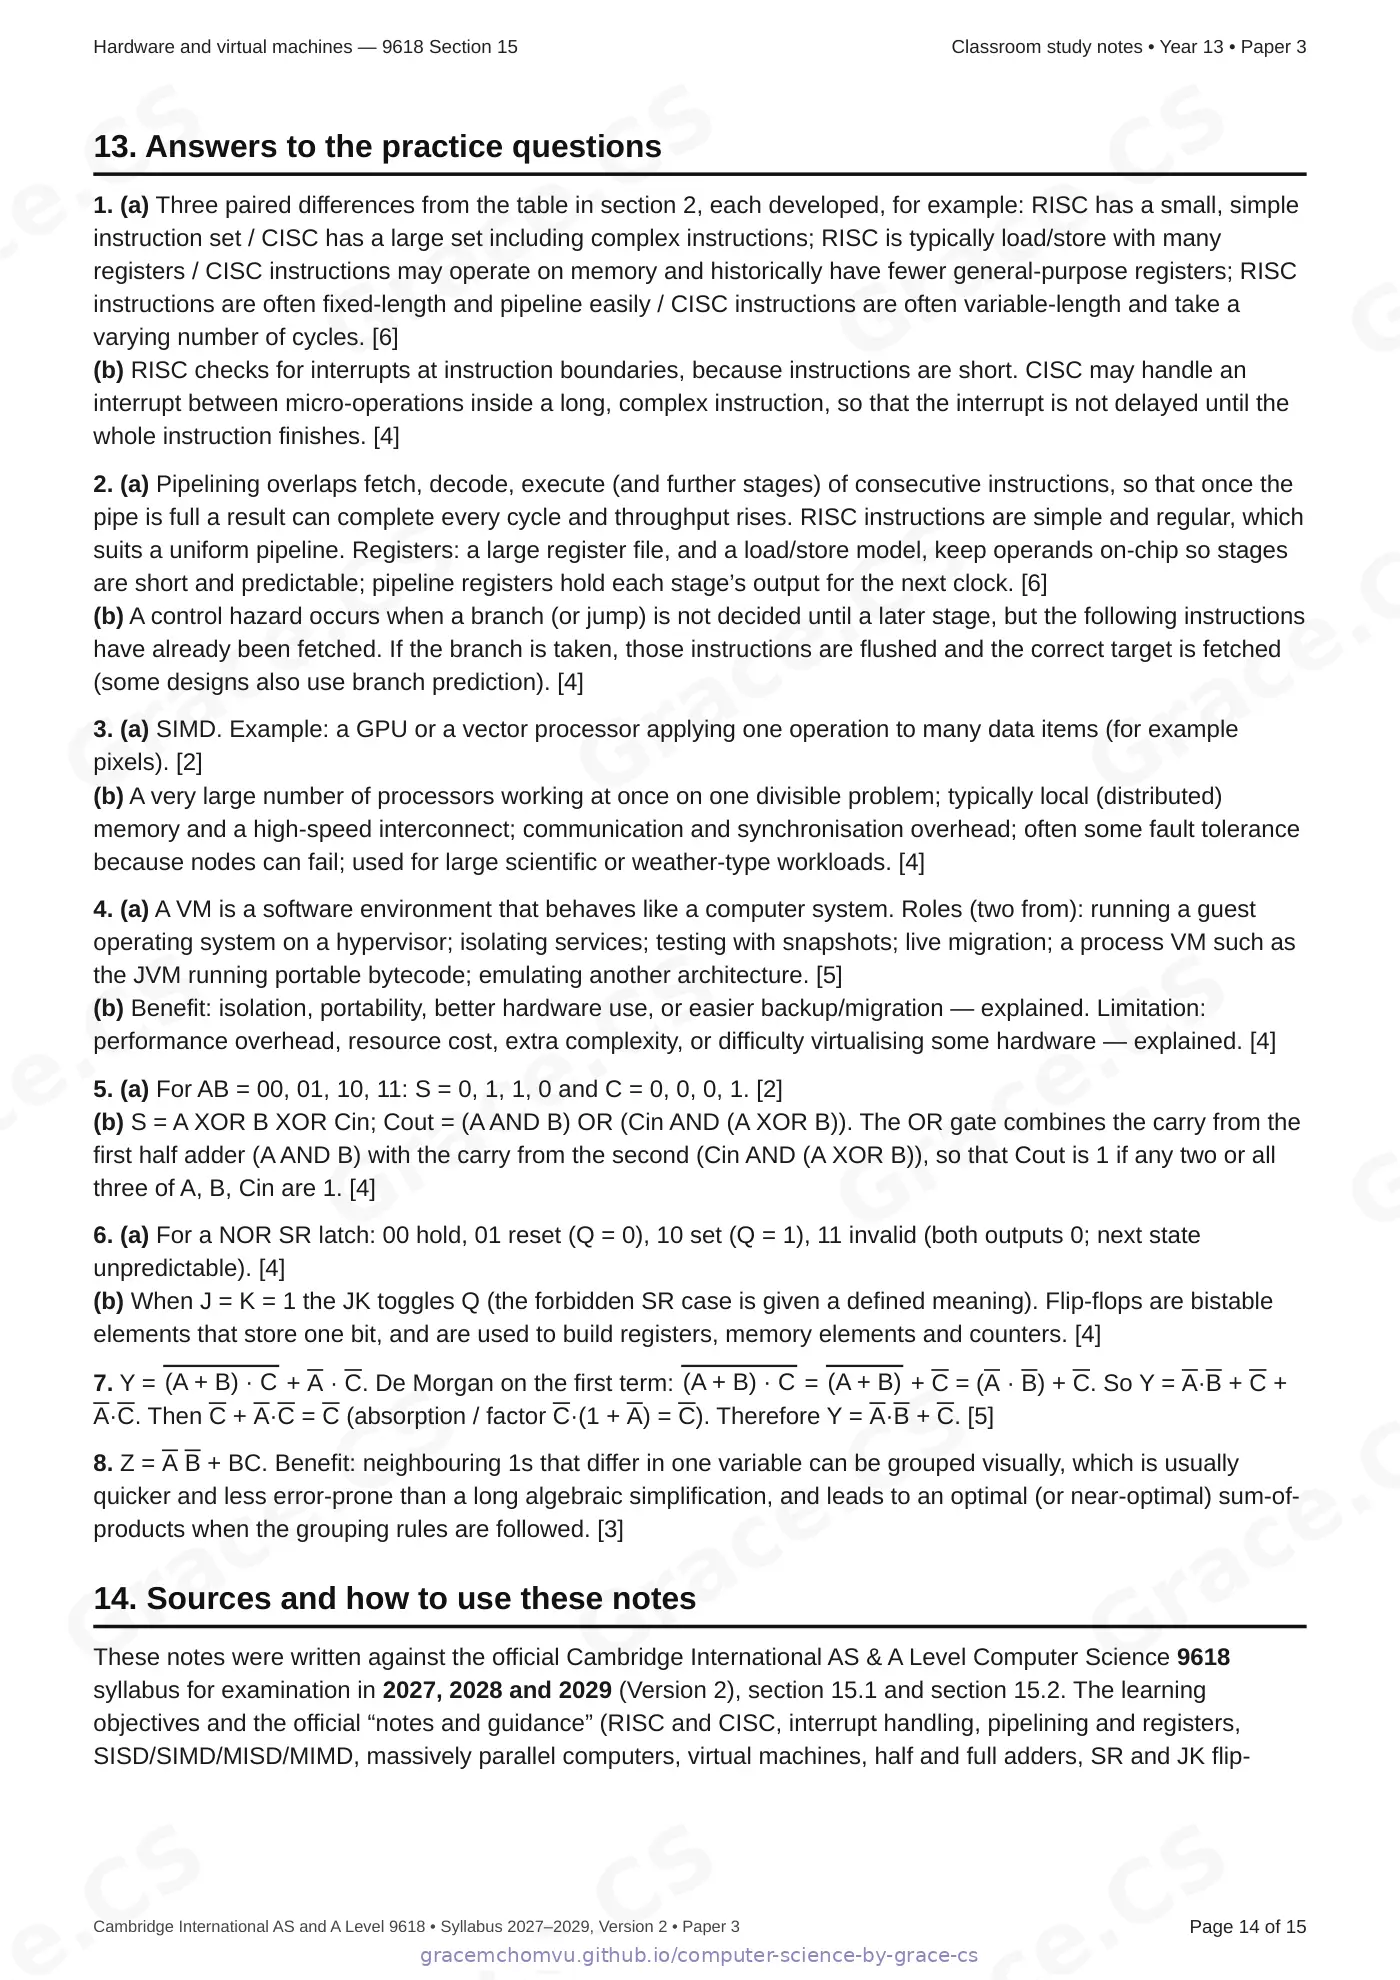 Hardware and virtual machines — 9618 Section 15
Classroom study notes • Year 13 • Paper 3
13. Answers to the practice questions
1. (a) Three paired differences from the table in section 2, each developed, for example: RISC has a small, simple
instruction set / CISC has a large set including complex instructions; RISC is typically load/store with many
registers / CISC instructions may operate on memory and historically have fewer general-purpose registers; RISC
instructions are often fixed-length and pipeline easily / CISC instructions are often variable-length and take a
varying number of cycles. [6]
(b) RISC checks for interrupts at instruction boundaries, because instructions are short. CISC may handle an
interrupt between micro-operations inside a long, complex instruction, so that the interrupt is not delayed until the
whole instruction finishes. [4]
2. (a) Pipelining overlaps fetch, decode, execute (and further stages) of consecutive instructions, so that once the
pipe is full a result can complete every cycle and throughput rises. RISC instructions are simple and regular, which
suits a uniform pipeline. Registers: a large register file, and a load/store model, keep operands on-chip so stages
are short and predictable; pipeline registers hold each stage’s output for the next clock. [6]
(b) A control hazard occurs when a branch (or jump) is not decided until a later stage, but the following instructions
have already been fetched. If the branch is taken, those instructions are flushed and the correct target is fetched
(some designs also use branch prediction). [4]
3. (a) SIMD. Example: a GPU or a vector processor applying one operation to many data items (for example
pixels). [2]
(b) A very large number of processors working at once on one divisible problem; typically local (distributed)
memory and a high-speed interconnect; communication and synchronisation overhead; often some fault tolerance
because nodes can fail; used for large scientific or weather-type workloads. [4]
4. (a) A VM is a software environment that behaves like a computer system. Roles (two from): running a guest
operating system on a hypervisor; isolating services; testing with snapshots; live migration; a process VM such as
the JVM running portable bytecode; emulating another architecture. [5]
(b) Benefit: isolation, portability, better hardware use, or easier backup/migration — explained. Limitation:
performance overhead, resource cost, extra complexity, or difficulty virtualising some hardware — explained. [4]
5. (a) For AB = 00, 01, 10, 11: S = 0, 1, 1, 0 and C = 0, 0, 0, 1. [2]
(b) S = A XOR B XOR Cin; Cout = (A AND B) OR (Cin AND (A XOR B)). The OR gate combines the carry from the
first half adder (A AND B) with the carry from the second (Cin AND (A XOR B)), so that Cout is 1 if any two or all
three of A, B, Cin are 1. [4]
6. (a) For a NOR SR latch: 00 hold, 01 reset (Q = 0), 10 set (Q = 1), 11 invalid (both outputs 0; next state
unpredictable). [4]
(b) When J = K = 1 the JK toggles Q (the forbidden SR case is given a defined meaning). Flip-flops are bistable
elements that store one bit, and are used to build registers, memory elements and counters. [4]
7. Y = \overline{(A + B) · C} + A̅ · C̅. De Morgan on the first term: \overline{(A + B) · C} = \overline{(A + B)} + C̅ = (A̅ · B̅) + C̅. So Y = A̅·B̅ + C̅ +
A̅·C̅. Then C̅ + A̅·C̅ = C̅ (absorption / factor C̅·(1 + A̅) = C̅). Therefore Y = A̅·B̅ + C̅. [5]
8. Z = A̅ B̅ + BC. Benefit: neighbouring 1s that differ in one variable can be grouped visually, which is usually
quicker and less error-prone than a long algebraic simplification, and leads to an optimal (or near-optimal) sum-of-
products when the grouping rules are followed. [3]
14. Sources and how to use these notes
These notes were written against the official Cambridge International AS & A Level Computer Science 9618
syllabus for examination in 2027, 2028 and 2029 (Version 2), section 15.1 and section 15.2. The learning
objectives and the official “notes and guidance” (RISC and CISC, interrupt handling, pipelining and registers,
SISD/SIMD/MISD/MIMD, massively parallel computers, virtual machines, half and full adders, SR and JK flip-
Cambridge International AS and A Level 9618 • Syllabus 2027–2029, Version 2 • Paper 3
Page 14 of 15
gracemchomvu.github.io/computer-science-by-grace-cs